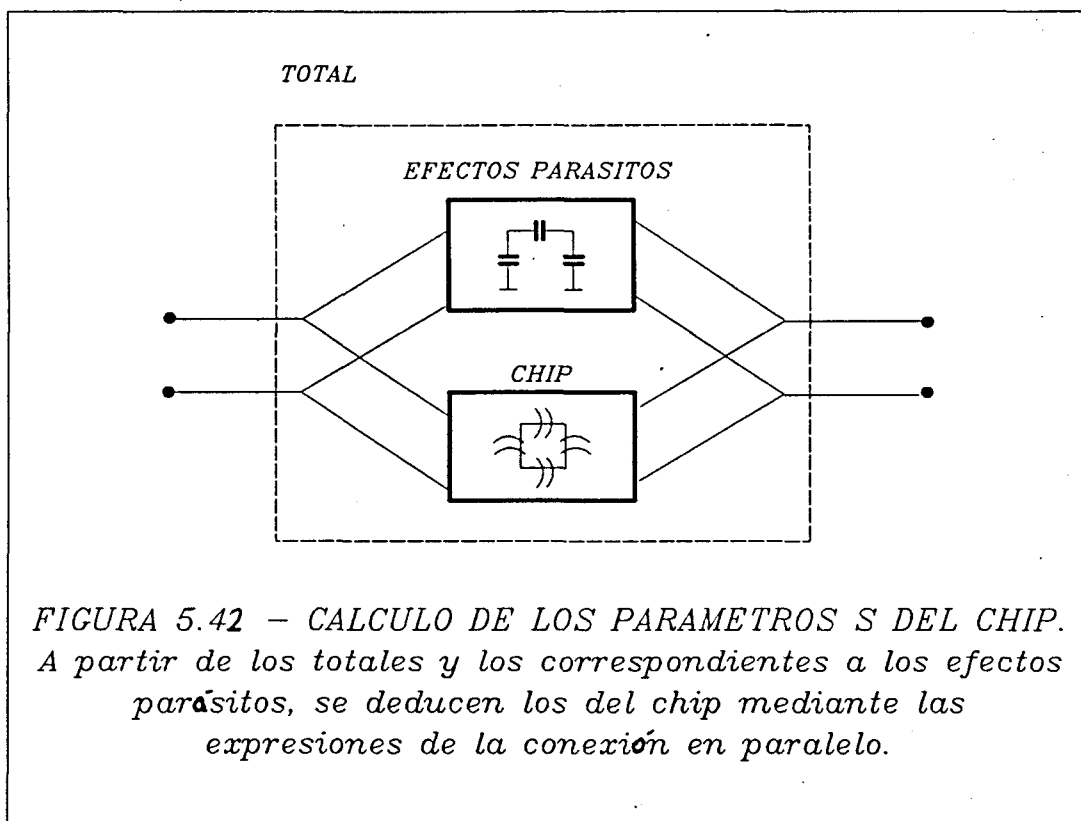 TOTAL
EFECTOS PARASITOS
CHIP
FIGURA 5.42 – CALCULO DE LOS PARAMETROS S DEL CHIP.
A partir de los totales y los correspondientes a los efectos
parásitos, se deducen los del chip mediante las
expresiones de la conexión en paralelo.